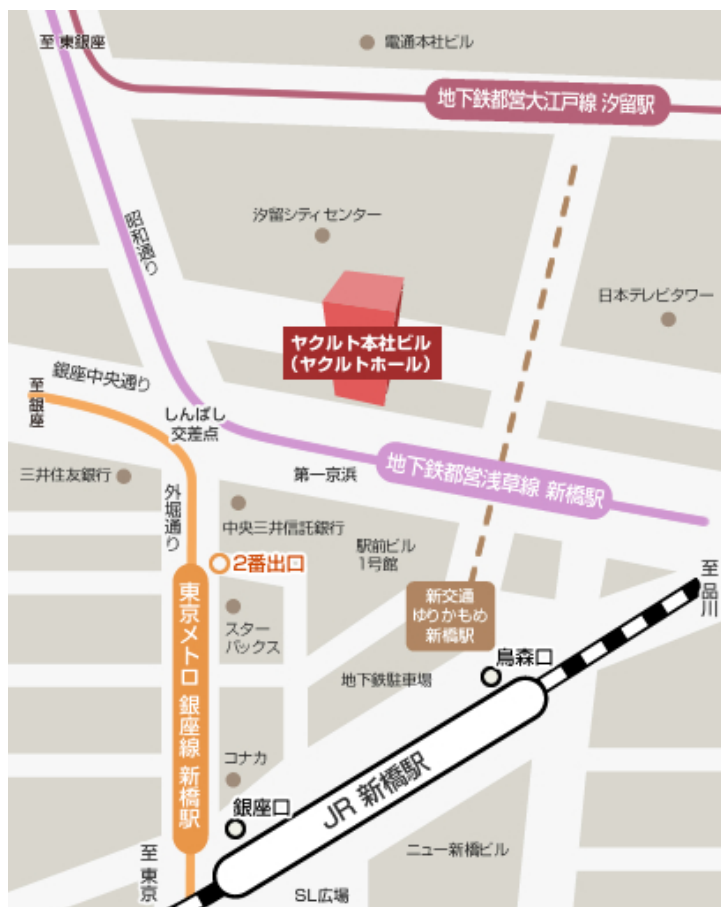 至 東銀座
電通本社ビル
地下鉄都営大江戸線 汐留駅
昭和通り
汐留シティセンター
日本テレビタワー
ヤクルト本社ビル
(ヤクルトホール)
銀座中央通り
至 銀座
しんばし
交差点
三井住友銀行
外堀通り
第一京浜
地下鉄都営浅草線 新橋駅
中央三井信託銀行
駅前ビル
1号館
2番出口
至 品川
新交通
ゆりかもめ
新橋駅
東京メトロ 銀座線 新橋駅
スター
バックス
烏森口
地下鉄駐車場
コナカ
JR 新橋駅
銀座口
ニュー新橋ビル
至 東京
SL広場